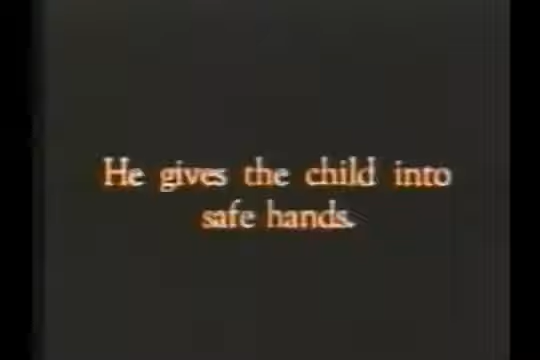 He gives the child into
safe hands.